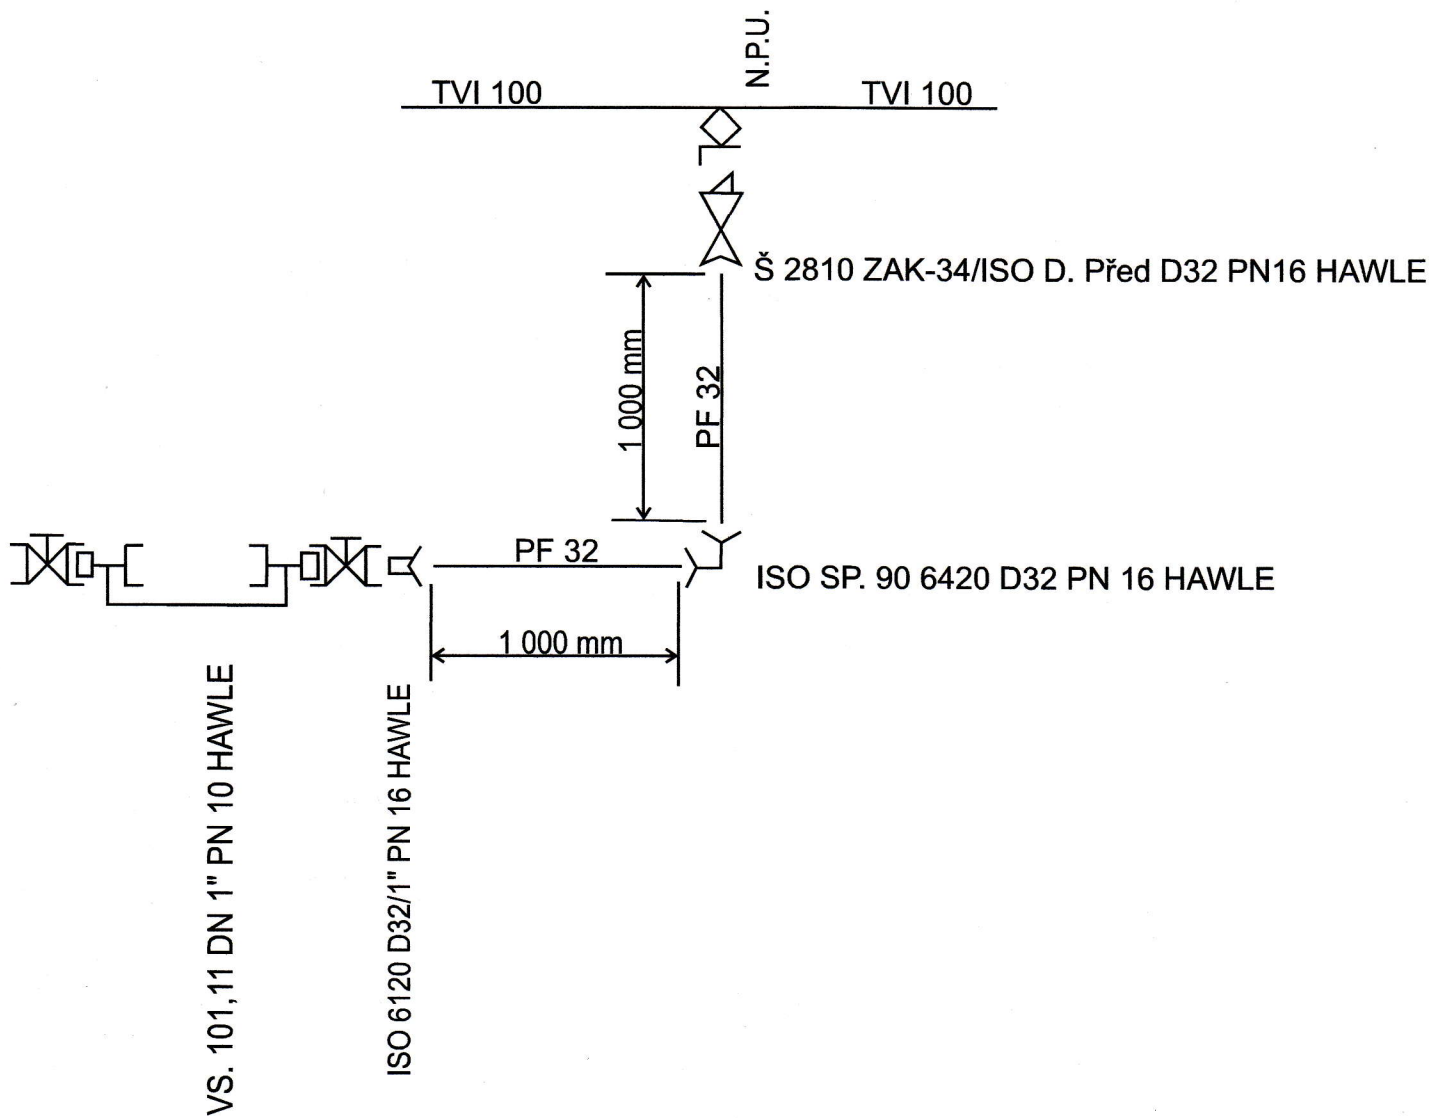 N.P.U.
TVI 100
TVI 100
Š 2810 ZAK-34/ISO D. Před D32 PN16 HAWLE
1 000 mm
PF 32
PF 32
ISO SP. 90 6420 D32 PN 16 HAWLE
1 000 mm
VS. 101,11 DN 1" PN 10 HAWLE
ISO 6120 D32/1" PN 16 HAWLE